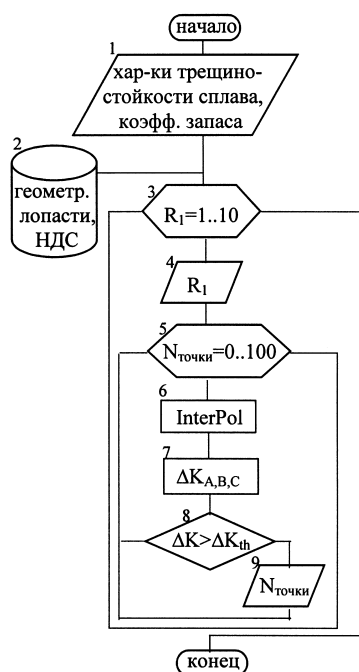 начало
1
хар-ки трещино-
стойкости сплава,
коэфф. запаса
2
геометр.
лопасти,
НДС
3
R₁=1..10
4
R₁
5
Nточки=0..100
6
InterPol
7
ΔK_A,B,C
8
ΔK>ΔKth
9
Nточки
конец